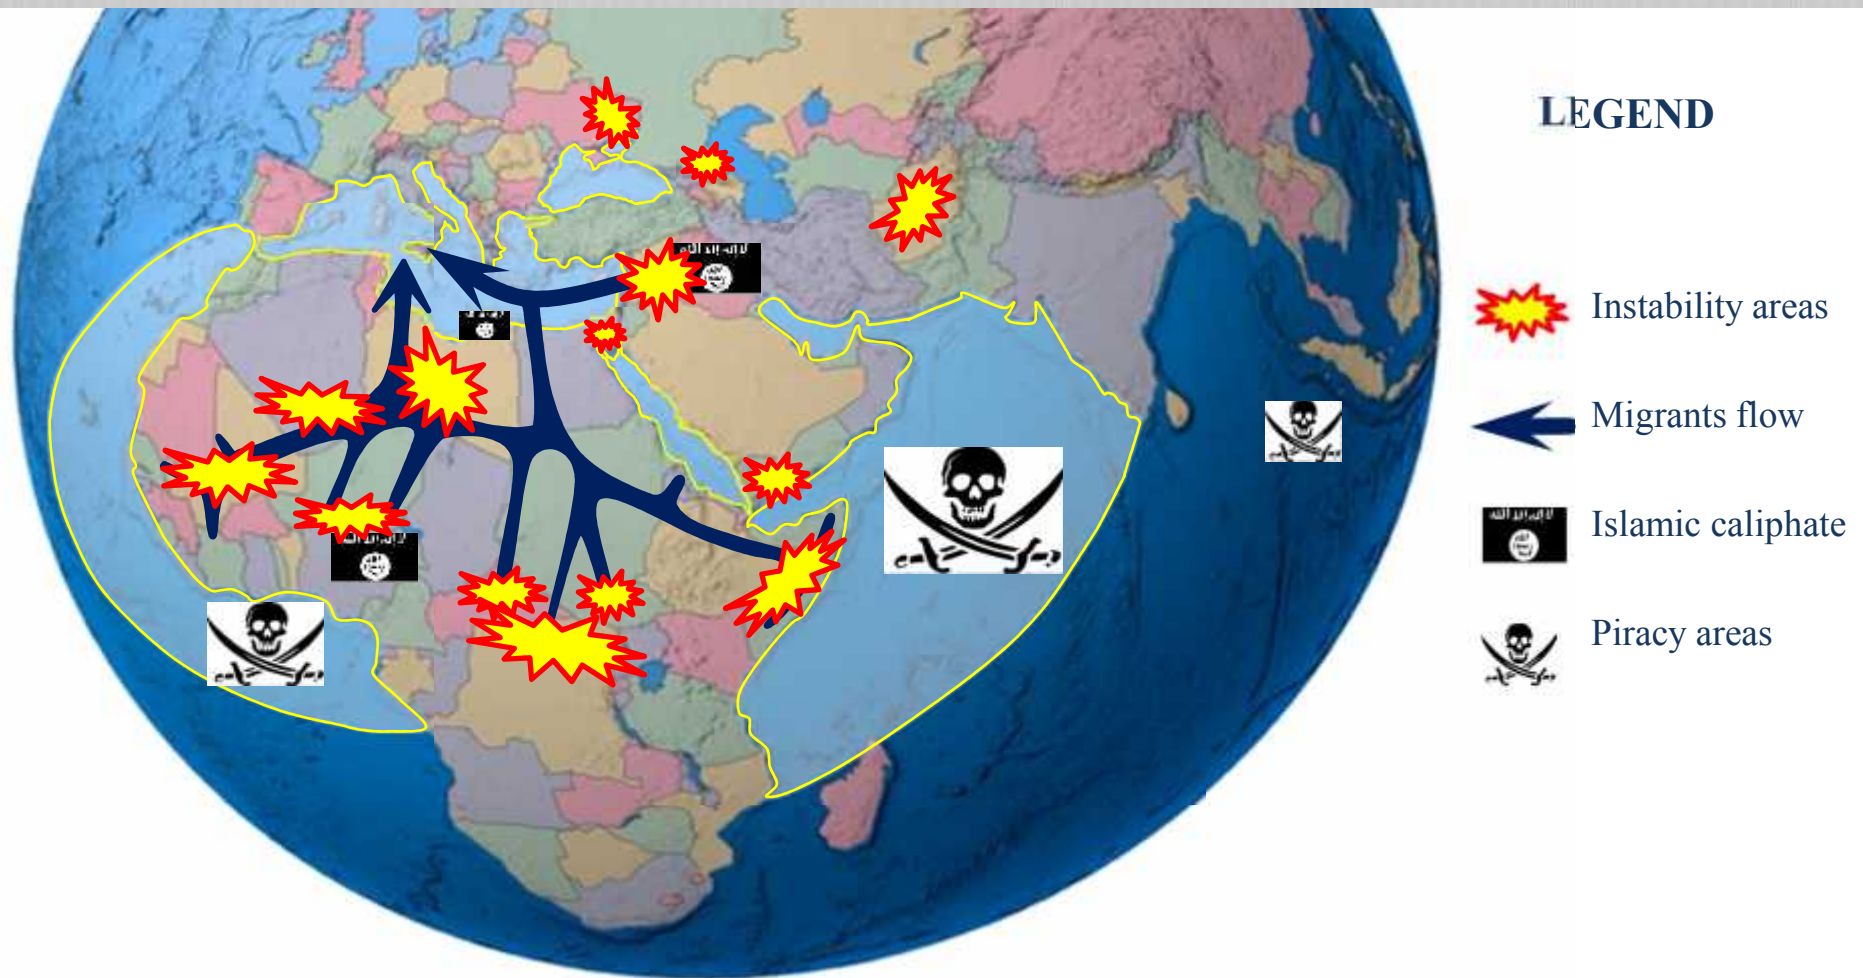 LEGEND
Instability areas
Migrants flow
Islamic caliphate
Piracy areas